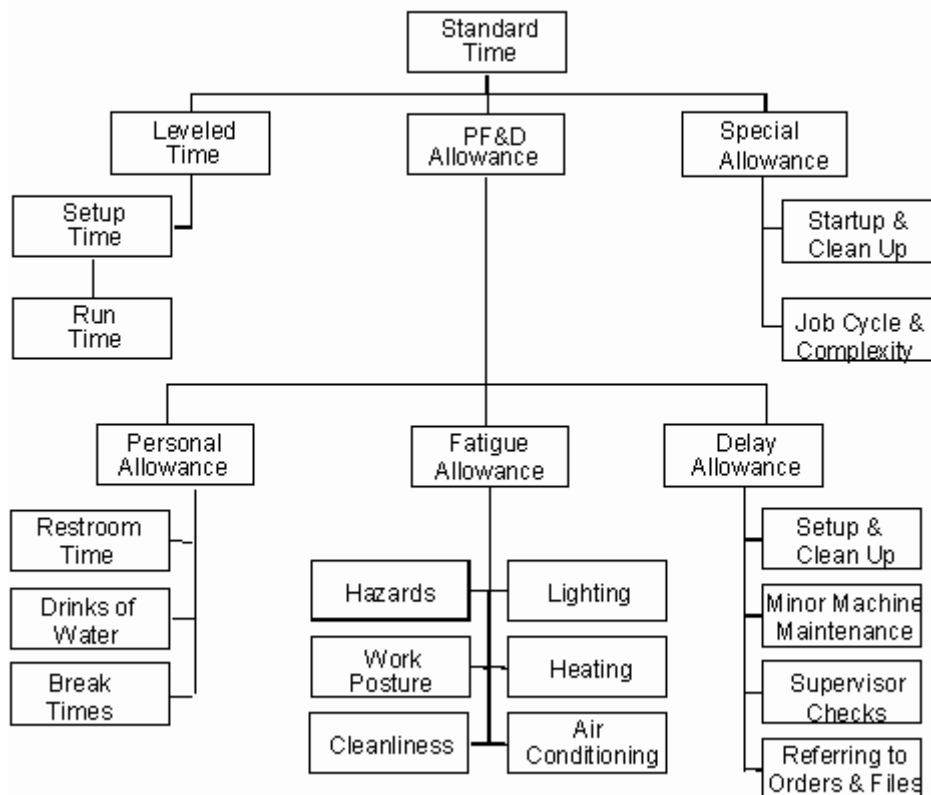 Standard
Time
Leveled
Time
PF&D
Allowance
Special
Allowance
Setup
Time
Run
Time
Startup &
Clean Up
Job Cycle &
Complexity
Personal
Allowance
Fatigue
Allowance
Delay
Allowance
Restroom
Time
Drinks of
Water
Break
Times
Hazards
Lighting
Work
Posture
Heating
Cleanliness
Air
Conditioning
Setup &
Clean Up
Minor Machine
Maintenance
Supervisor
Checks
Referring to
Orders & Files